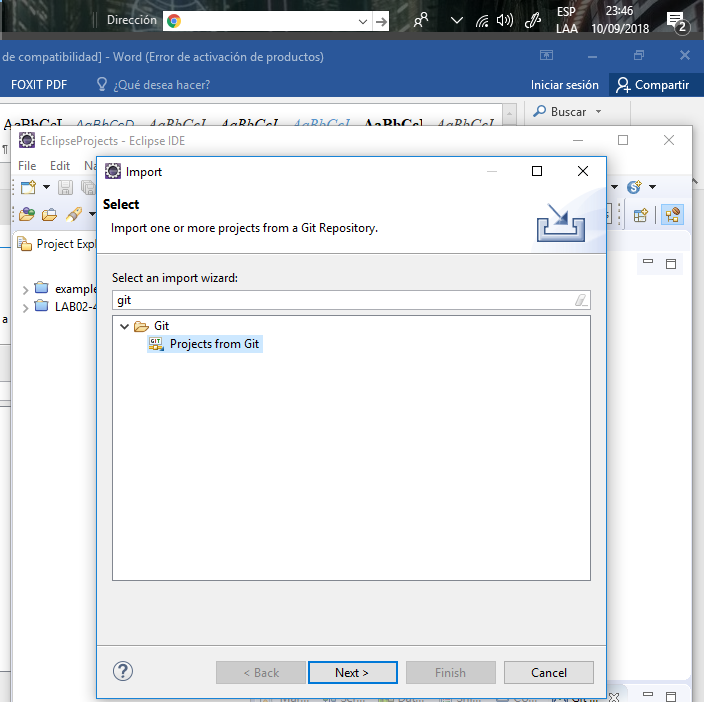 Dirección
ESP
LAA
23:46
10/09/2018
2
de compatibilidad] - Word (Error de activación de productos)
FOXIT PDF
¿Qué desea hacer?
Iniciar sesión
Compartir
Buscar
EclipseProjects - Eclipse IDE
File Edit
Import
Select
Import one or more projects from a Git Repository.
Project Expl
example
LAB02-4
Select an import wizard:
git
Git
GIT
Projects from Git
< Back
Next >
Finish
Cancel